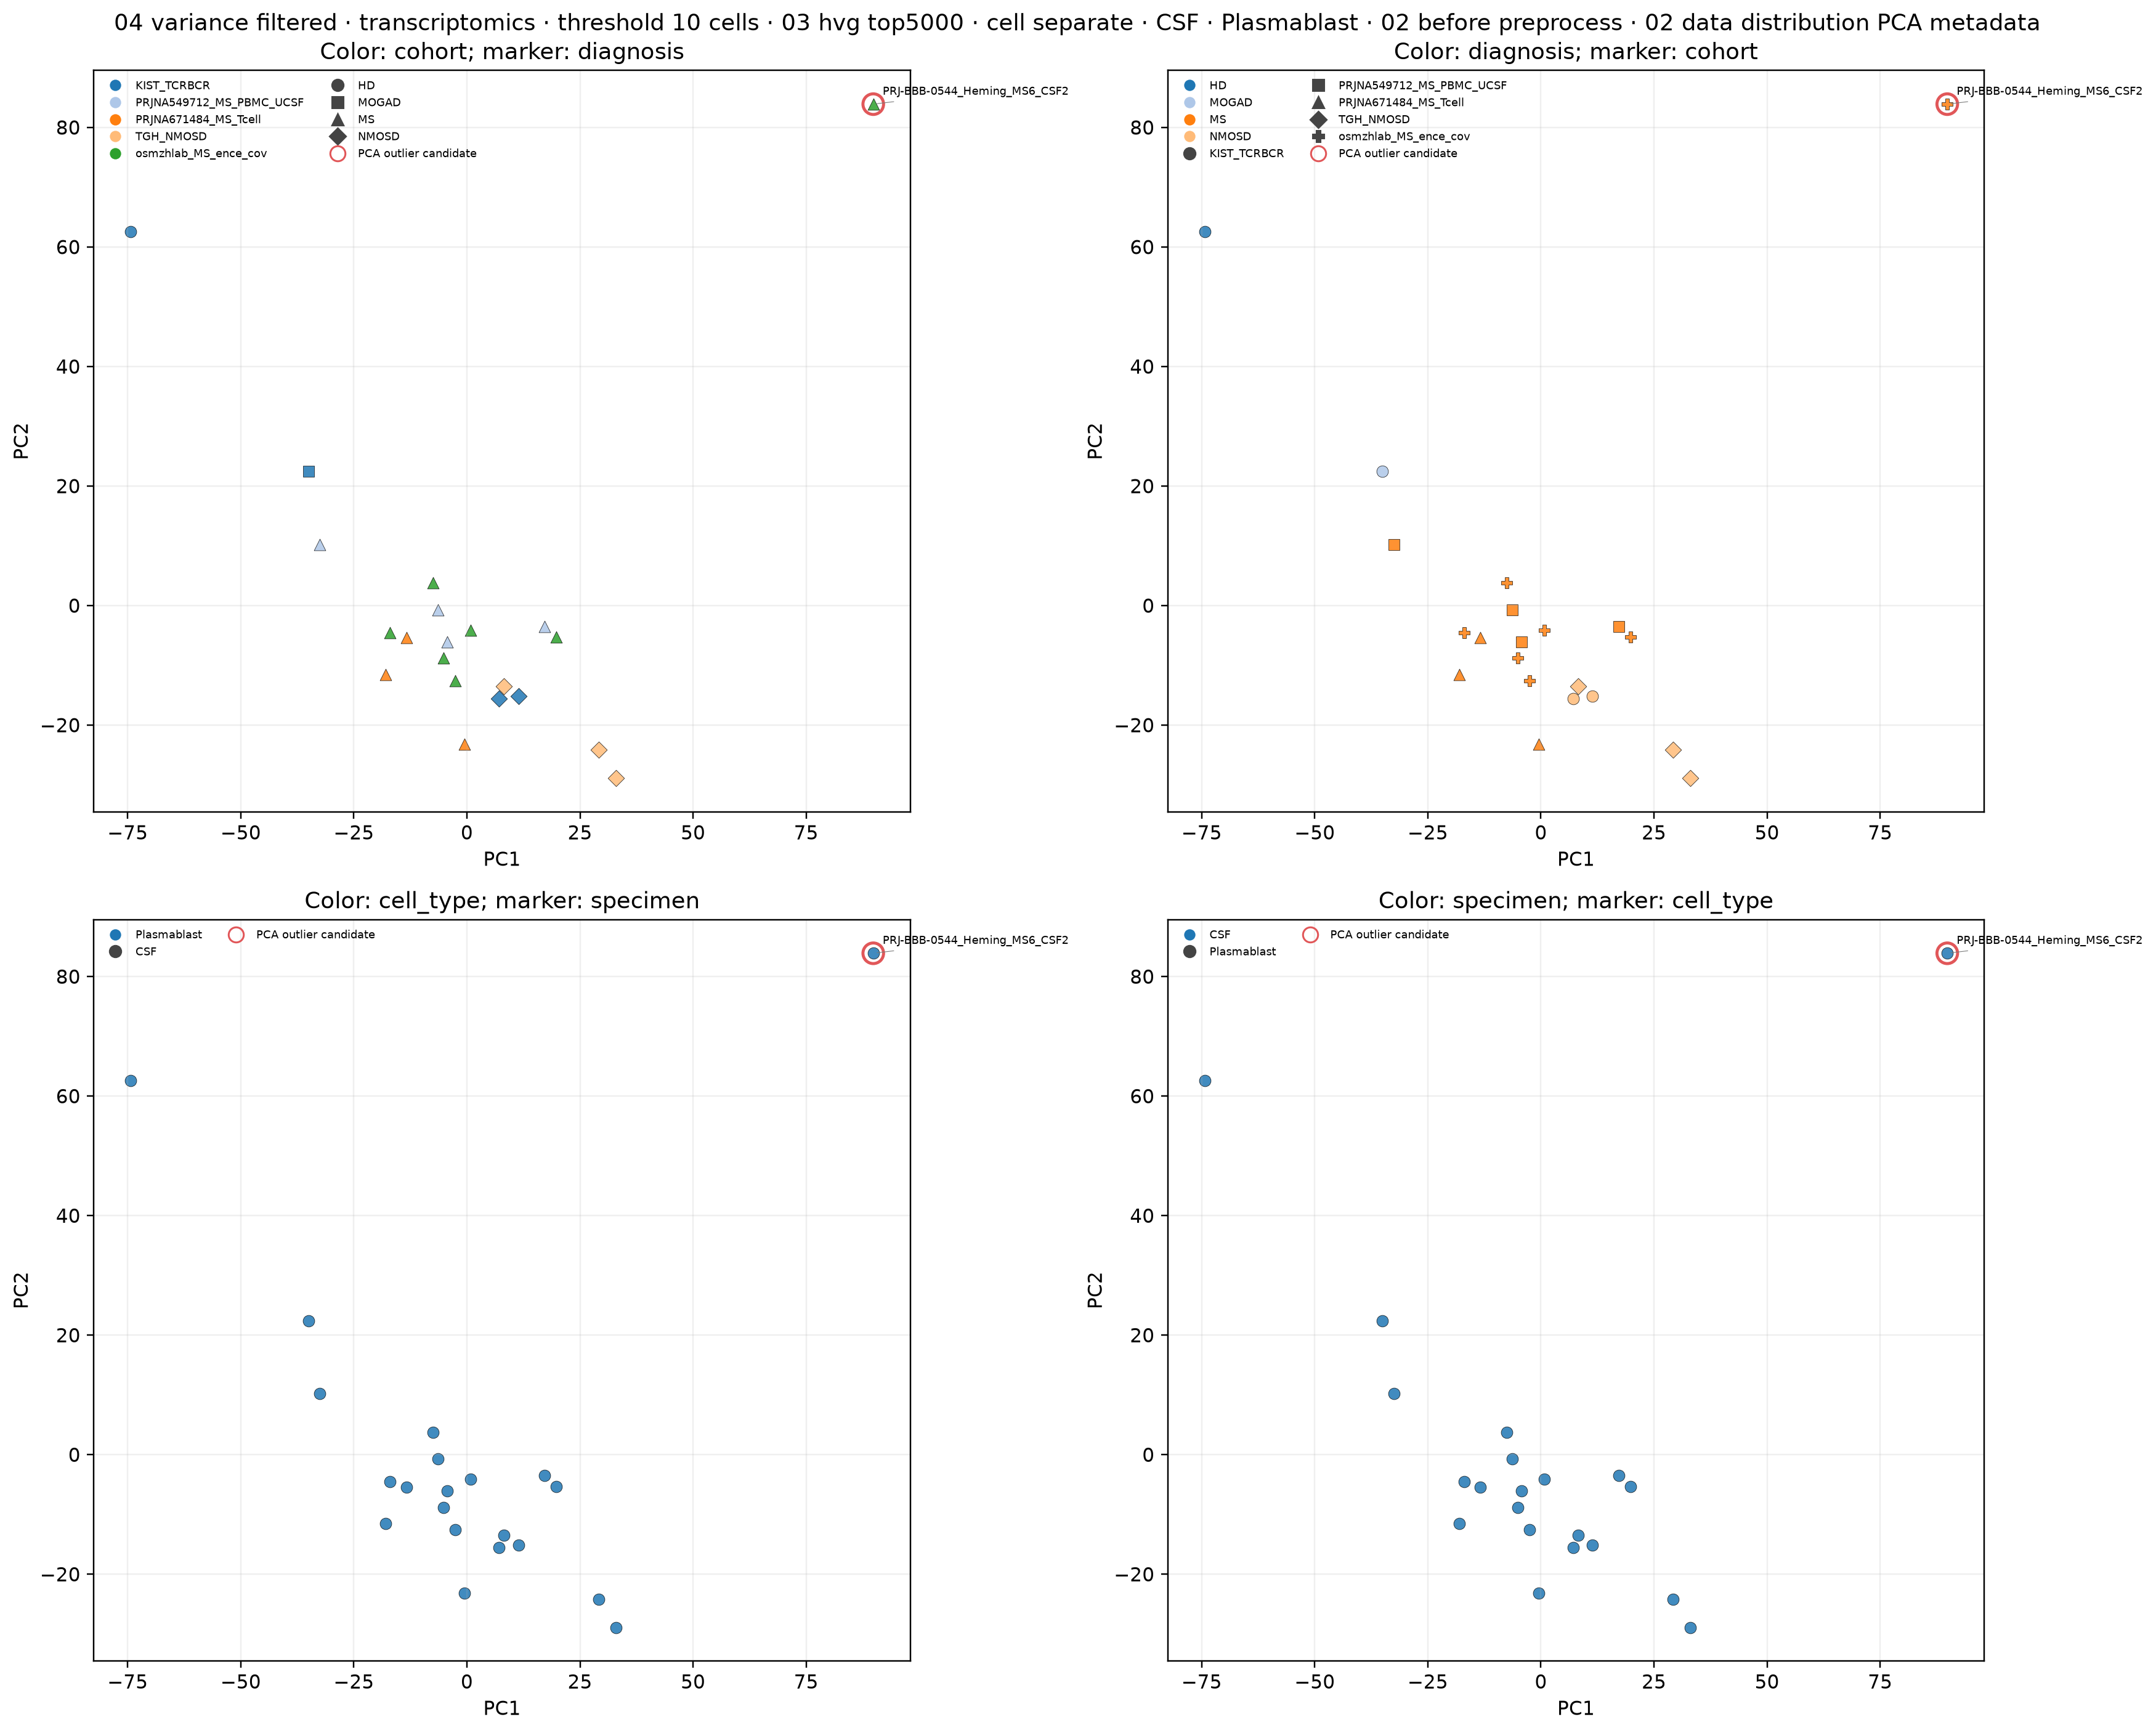 04 variance filtered · transcriptomics · threshold 10 cells · 03 hvg top5000 · cell separate · CSF · Plasmablast · 02 before preprocess · 02 data distribution PCA metadata
Color: cohort; marker: diagnosis
KIST_TCRBCR
PRJNA549712_MS_PBMC_UCSF
PRJNA671484_MS_Tcell
TGH_NMOSD
osmzhlab_MS_ence_cov
HD
MOGAD
MS
NMOSD
PCA outlier candidate
PRJ-BBB-0544_Heming_MS6_CSF2
80
60
40
20
0
−20
PC2
−75 −50 −25 0 25 50 75
PC1
Color: diagnosis; marker: cohort
HD
MOGAD
MS
NMOSD
KIST_TCRBCR
PRJNA549712_MS_PBMC_UCSF
PRJNA671484_MS_Tcell
TGH_NMOSD
osmzhlab_MS_ence_cov
PCA outlier candidate
PRJ-BBB-0544_Heming_MS6_CSF2
80
60
40
20
0
−20
PC2
−75 −50 −25 0 25 50 75
PC1
Color: cell_type; marker: specimen
Plasmablast
CSF
PCA outlier candidate
PRJ-BBB-0544_Heming_MS6_CSF2
80
60
40
20
0
−20
PC2
−75 −50 −25 0 25 50 75
PC1
Color: specimen; marker: cell_type
CSF
Plasmablast
PCA outlier candidate
PRJ-BBB-0544_Heming_MS6_CSF2
80
60
40
20
0
−20
PC2
−75 −50 −25 0 25 50 75
PC1